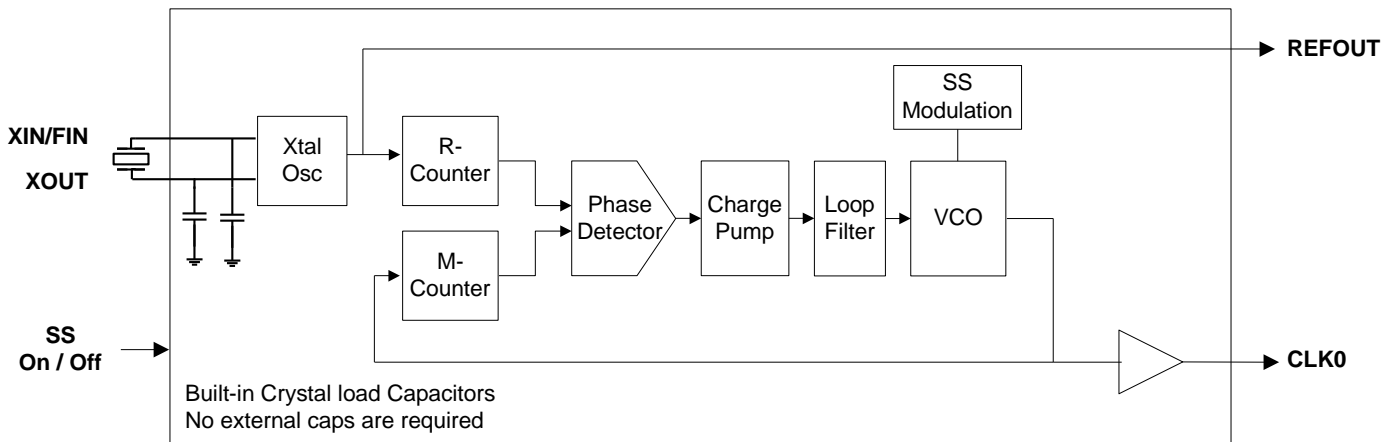 REFOUT
SS
Modulation
XIN/FIN
XOUT
Xtal
Osc
R-
Counter
Phase
Detector
Charge
Pump
Loop
Filter
VCO
M-
Counter
SS
On / Off
CLK0
Built-in Crystal load Capacitors
No external caps are required